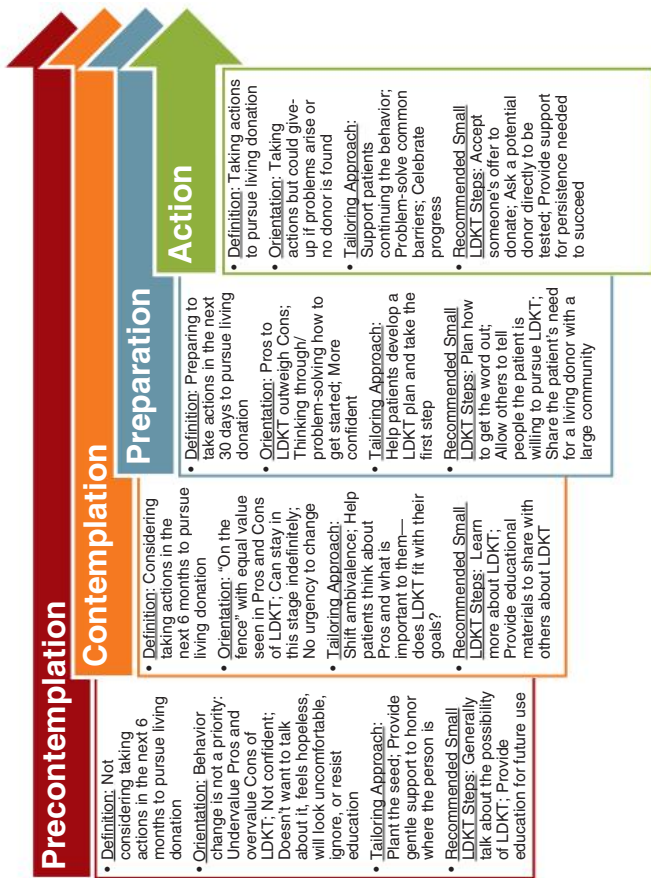 Precontemplation
• Definition: Not
considering taking
actions in the next 6
months to pursue living
donation
• Orientation: Behavior
change is not a priority:
Undervalue Pros and
overvalue Cons of
LDKT; Not confident;
Doesn't want to talk
about it, feels hopeless,
will look uncomfortable,
ignore, or resist
education
• Tailoring Approach:
Plant the seed; Provide
gentle support to honor
where the person is
• Recommended Small
LDKT Steps: Generally
talk about the possibility
of LDKT; Provide
education for future use
Contemplation
• Definition: Considering
taking actions in the
next 6 months to pursue
living donation
• Orientation: "On the
fence" with equal value
seen in Pros and Cons
of LDKT; Can stay in
this stage indefinitely;
No urgency to change
• Tailoring Approach:
Shift ambivalence; Help
patients think about
Pros and what is
important to them—
does LDKT fit with their
goals?
• Recommended Small
LDKT Steps: Learn
more about LDKT;
Provide educational
materials to share with
others about LDKT
Preparation
• Definition: Preparing to
take actions in the next
30 days to pursue living
donation
• Orientation: Pros to
LDKT outweigh Cons;
Thinking through/
problem-solving how to
get started; More
confident
• Tailoring Approach:
Help patients develop a
LDKT plan and take the
first step
• Recommended Small
LDKT Steps: Plan how
to get the word out;
Allow others to tell
people the patient is
willing to pursue LDKT;
Share the patient's need
for a living donor with a
large community
Action
• Definition: Taking actions
to pursue living donation
• Orientation: Taking
actions but could give-
up if problems arise or
no donor is found
• Tailoring Approach:
Support patients
continuing the behavior;
Problem-solve common
barriers; Celebrate
progress
• Recommended Small
LDKT Steps: Accept
someone's offer to
donate; Ask a potential
donor directly to be
tested; Provide support
for persistence needed
to succeed